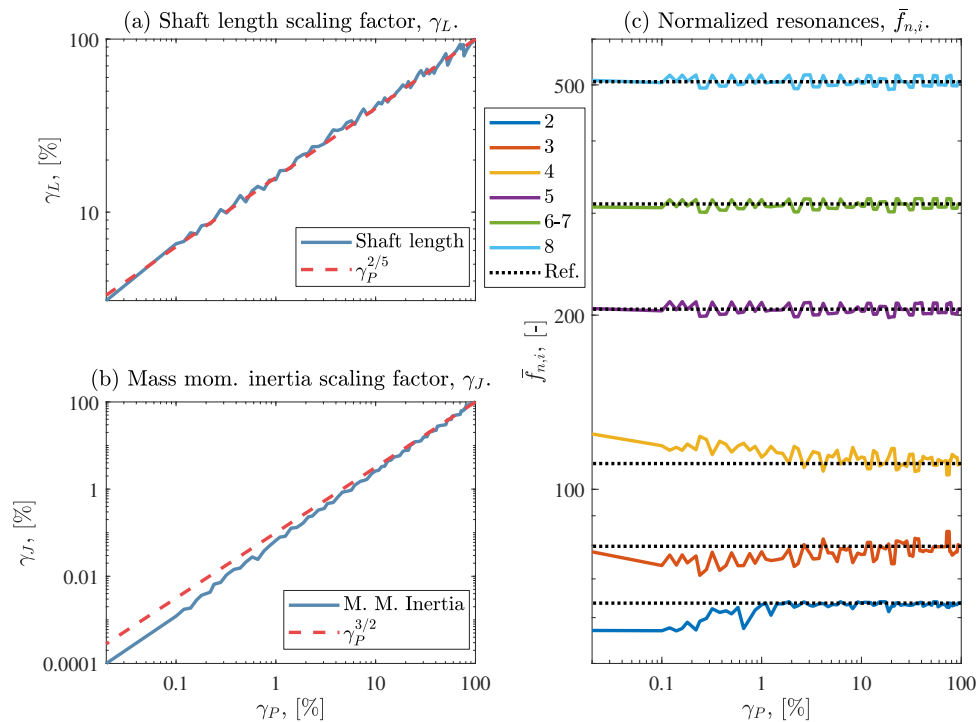 (a) Shaft length scaling factor, γ_L.
100
10
γ_L, [%]
Shaft length
γ_P^{2/5}
(b) Mass mom. inertia scaling factor, γ_J.
100
1
0.01
0.0001
γ_J, [%]
M. M. Inertia
γ_P^{3/2}
0.1 1 10 100
γ_P, [%]
(c) Normalized resonances, f̄_{n,i}.
500
200
100
f̄_{n,i}, [-]
2
3
4
5
6-7
8
Ref.
0.1 1 10 100
γ_P, [%]